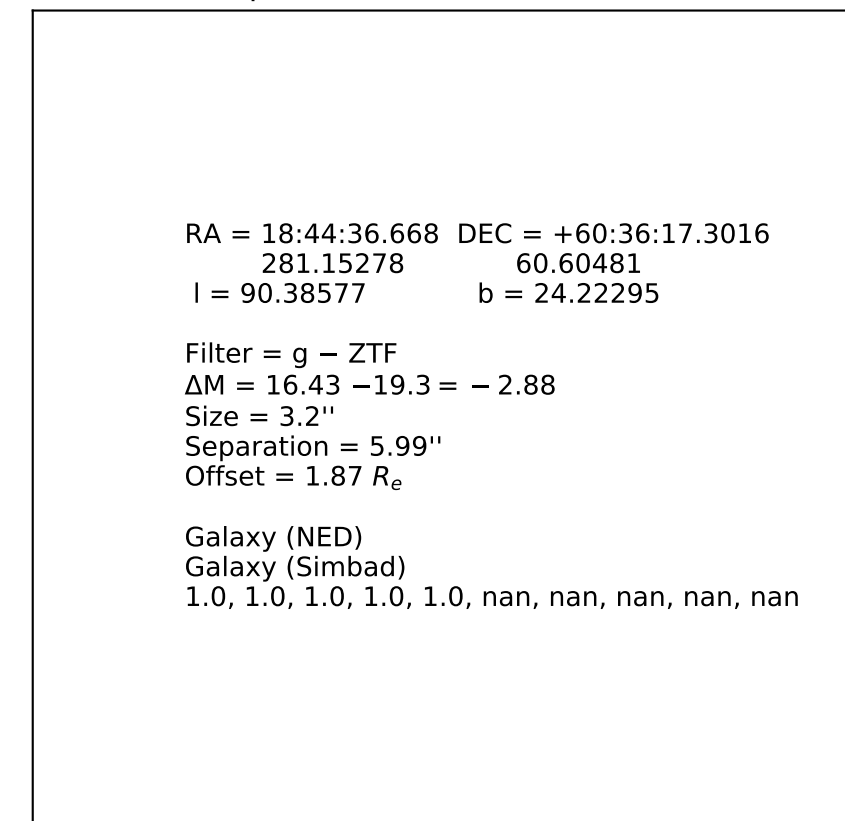 RA = 18:44:36.668  DEC = +60:36:17.3016
281.15278 60.60481
l = 90.38577 b = 24.22295
Filter = g − ZTF
ΔM = 16.43 −19.3 = − 2.88
Size = 3.2''
Separation = 5.99''
Offset = 1.87 Re
Galaxy (NED)
Galaxy (Simbad)
1.0, 1.0, 1.0, 1.0, 1.0, nan, nan, nan, nan, nan